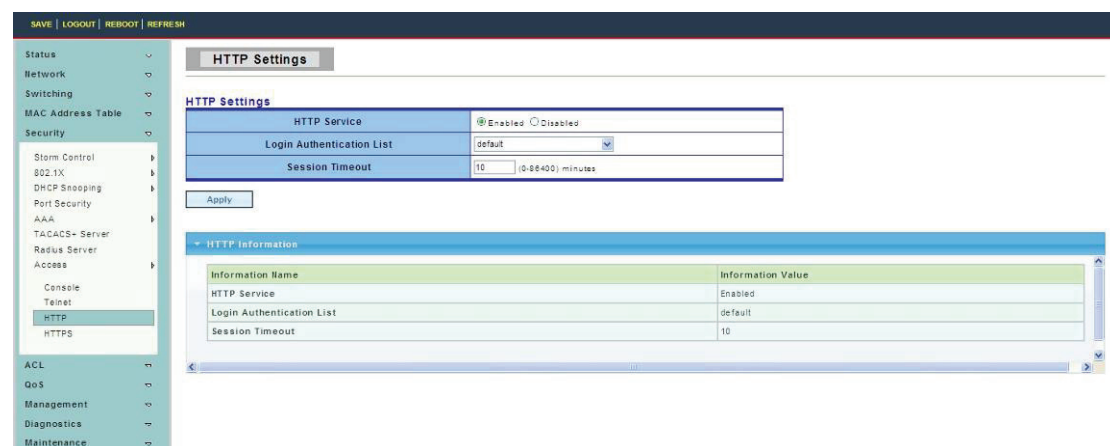 SAVE | LOGOUT | REBOOT | REFRESH
Status
Network
Switching
MAC Address Table
Security
Storm Control
802.1X
DHCP Snooping
Port Security
AAA
TACACS+ Server
Radius Server
Access
Console
Telnet
HTTP
HTTPS
ACL
QoS
Management
Diagnostics
Maintenance
HTTP Settings
HTTP Settings
HTTP Service Enabled Disabled
Login Authentication List default
Session Timeout 10 (0-86400) minutes
Apply
HTTP Information
Information Name Information Value
HTTP Service Enabled
Login Authentication List default
Session Timeout 10